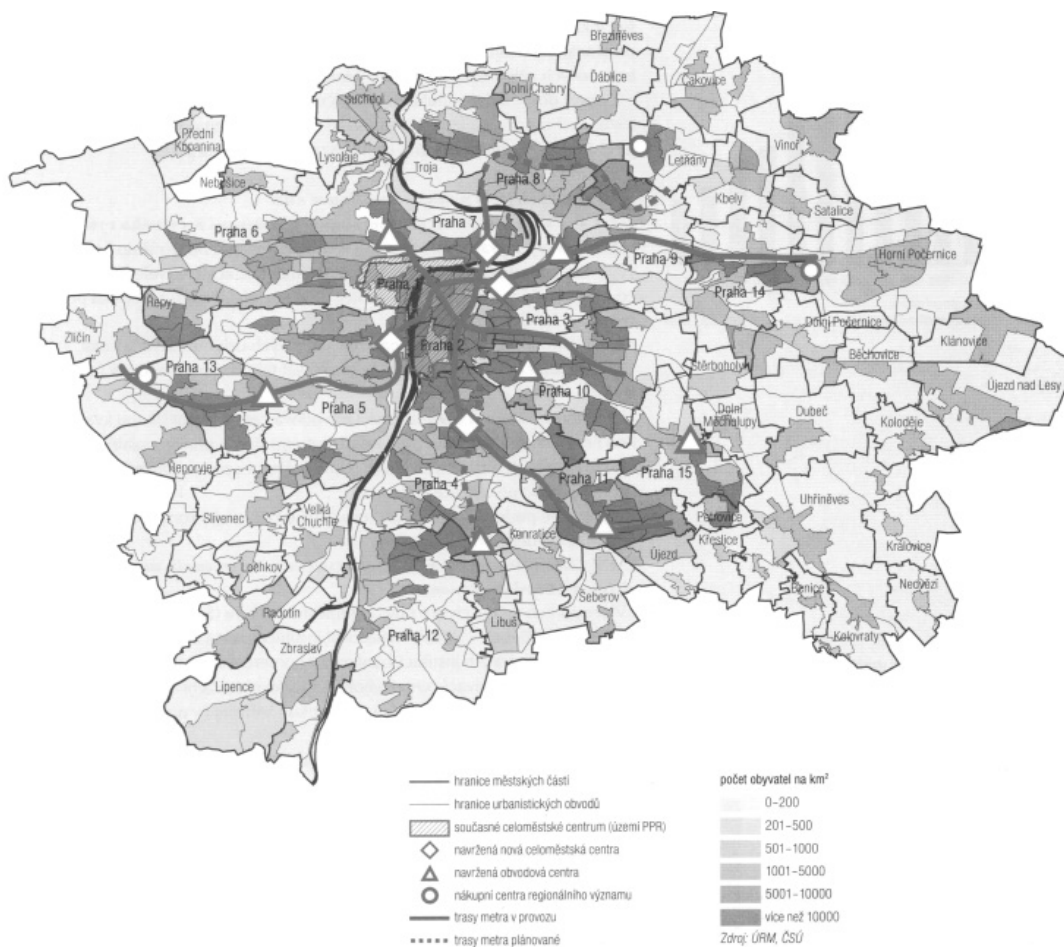 Březiněves
Ďáblice
Čakovice
Dolní Chabry
Suchdol
Přední
Kopanina
Lysolaje
Troja
Letňany
Vinoř
Nebušice
Praha 8
Kbely
Satalice
Praha 6
Praha 7
Praha 9
Horní Počernice
Praha 1
Praha 14
Řepy
Praha 3
Dolní Počernice
Klánovice
Zličín
Praha 2
Běchovice
Praha 13
Štěrboholy
Újezd nad Lesy
Praha 5
Praha 10
Dolní
Měcholupy
Dubeč
Koloděje
Řeporyje
Praha 4
Praha 11
Praha 15
Uhříněves
Slivenec
Velká
Chuchle
Kunratice
Petrovice
Křeslice
Královice
Lochkov
Újezd
Benice
Nedvězí
Radotín
Šeberov
Libuš
Kolovraty
Zbraslav
Praha 12
Lipence
hranice městských částí
hranice urbanistických obvodů
současné celoměstské centrum (území PPR)
navržená nová celoměstská centra
navržená obvodová centra
nákupní centra regionálního významu
trasy metra v provozu
trasy metra plánované
počet obyvatel na km²
0–200
201–500
501–1000
1001–5000
5001–10000
více než 10000
Zdroj: ÚRM, ČSÚ